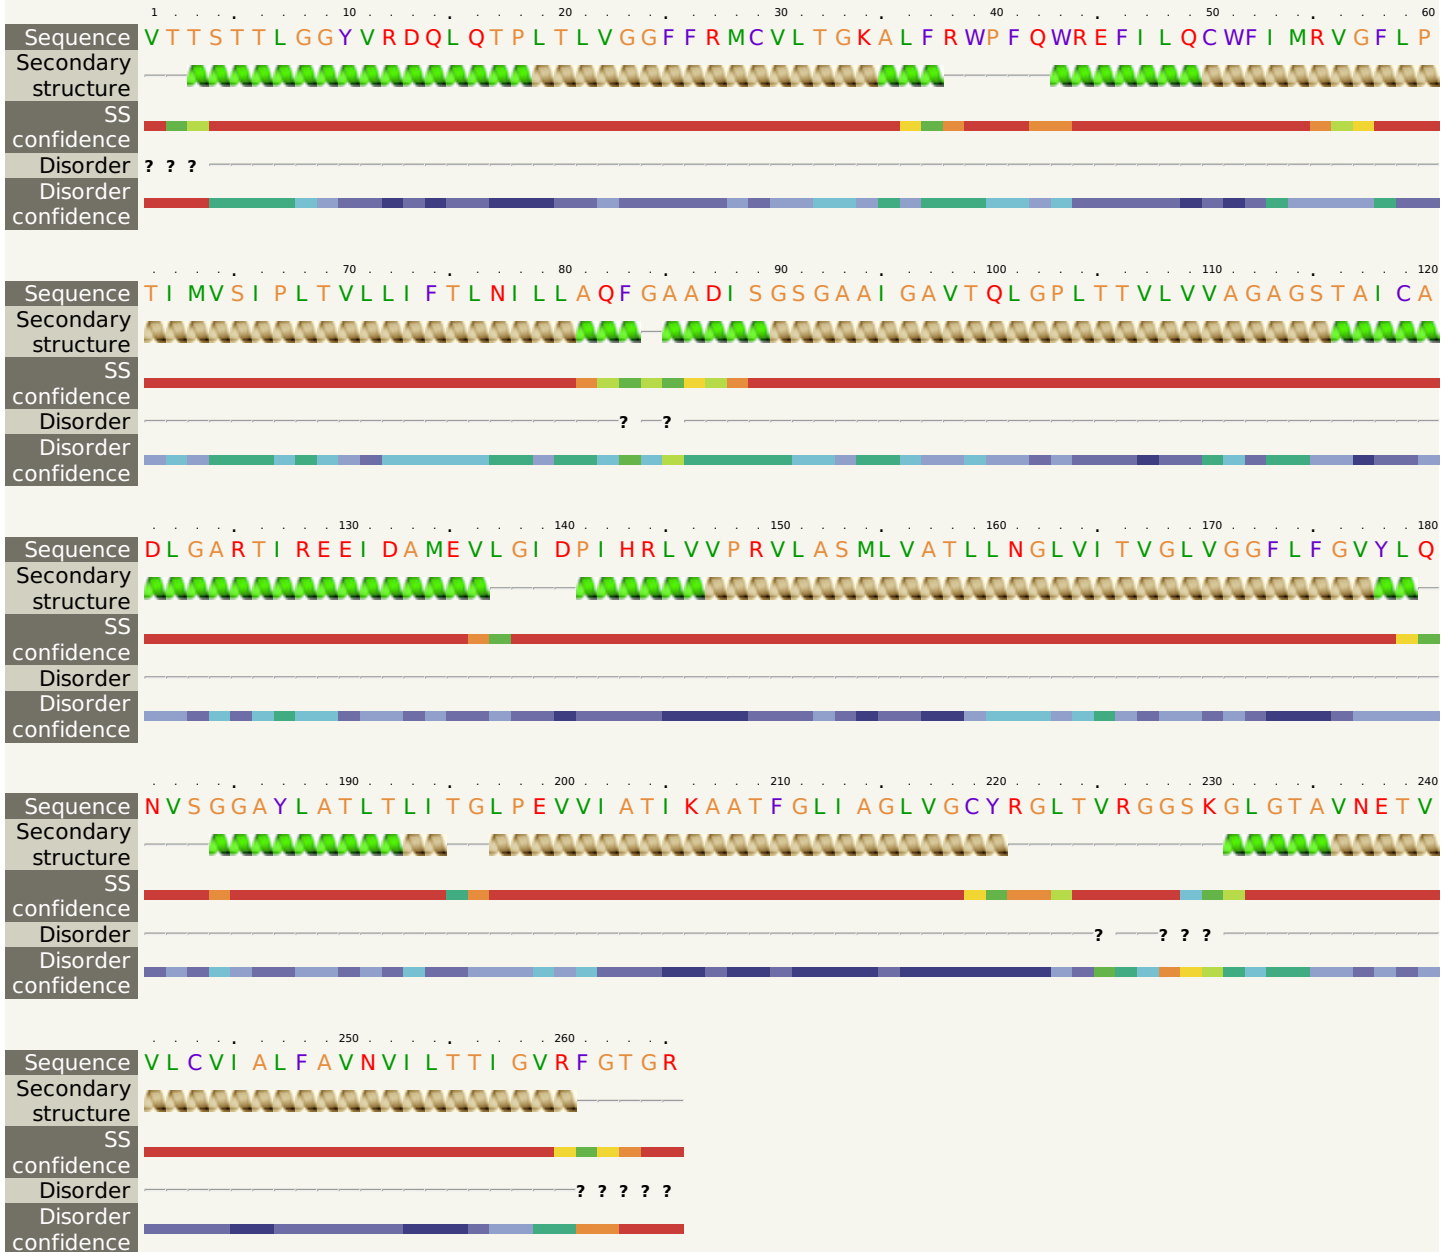 1 . . . 10 . . . 20 . . . 30 . . . 40 . . . 50 . . . 60
Sequence VTTSTTLGGYVRDQLQTPLTLVGGFFRMCVLTGKALFRWPFQWREFILQCWFIMRVGFLP
Secondary
structure
SS
confidence
Disorder ? ? ?
Disorder
confidence
. . . 70 . . . 80 . . . 90 . . . 100 . . . 110 . . . 120
Sequence TIMVSIPLTVLLIFTLNILLAQFGAADISGSGAAIGAVTQLGPLTTVLVVAGAGSTAICA
Secondary
structure
SS
confidence
Disorder ? ?
Disorder
confidence
. . . 130 . . . 140 . . . 150 . . . 160 . . . 170 . . . 180
Sequence DLGARTIREEIDAMEVLGIDPIHRLVVPRVLASMLVATLLNGLVITVGLVGGFLFGVYLQ
Secondary
structure
SS
confidence
Disorder
Disorder
confidence
. . . 190 . . . 200 . . . 210 . . . 220 . . . 230 . . . 240
Sequence NVSGGAYLATLTLITGLPEVVIATIKAATFGLIAGLVGCYRGLTVRGGSKGLGTAVNETV
Secondary
structure
SS
confidence
Disorder ? ? ? ?
Disorder
confidence
. . . 250 . . . 260 . .
Sequence VLCVIALFAVNVILTTIGVRFGTGR
Secondary
structure
SS
confidence
Disorder ? ? ? ? ?
Disorder
confidence